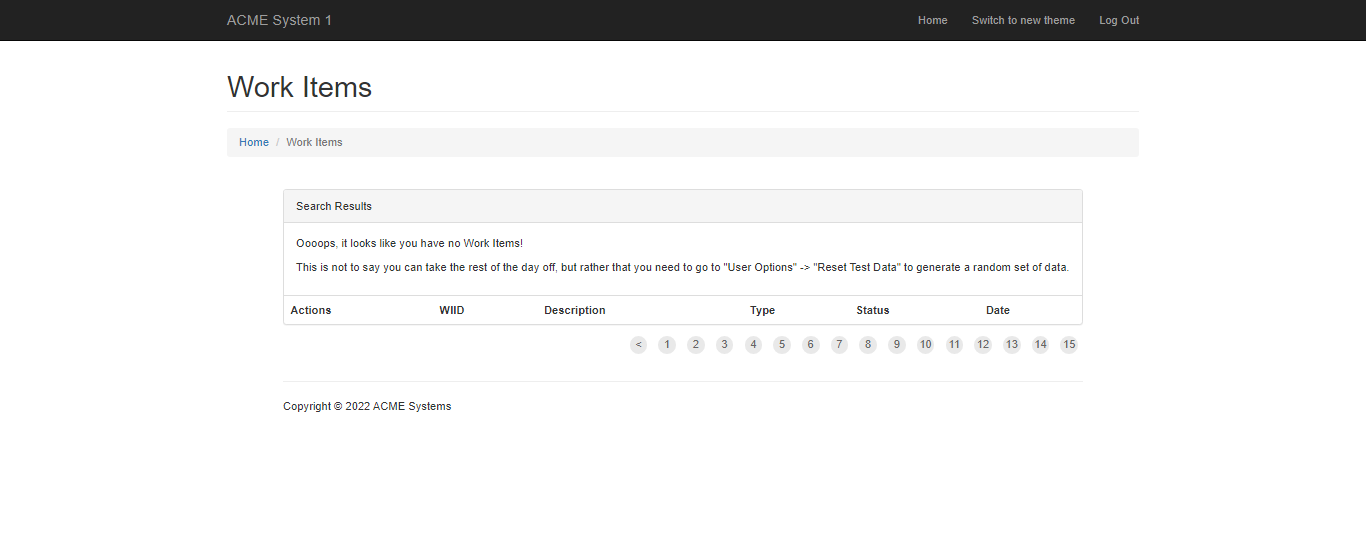 ACME System 1 Home Switch to new theme Log Out
Work Items
Home / Work Items
Search Results
Oooops, it looks like you have no Work Items!
This is not to say you can take the rest of the day off, but rather that you need to go to "User Options" -> "Reset Test Data" to generate a random set of data.
Actions WIID Description Type Status Date
< 1 2 3 4 5 6 7 8 9 10 11 12 13 14 15
Copyright © 2022 ACME Systems